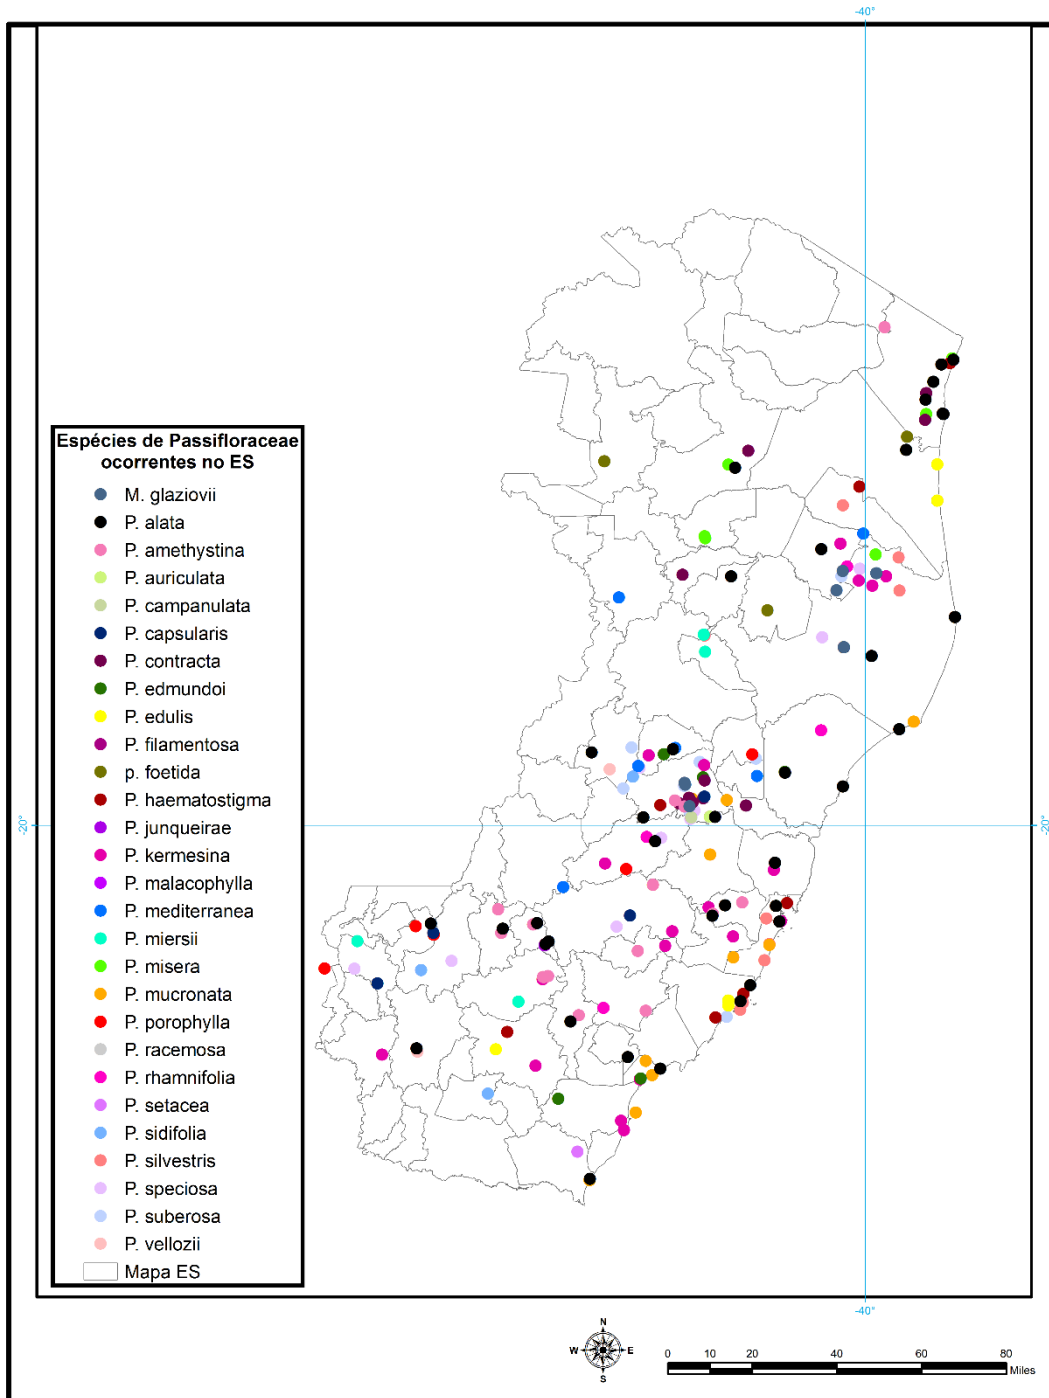 -40°
Espécies de Passifloraceae
ocorrentes no ES
M. glaziovii
P. alata
P. amethystina
P. auriculata
P. campanulata
P. capsularis
P. contracta
P. edmundoi
P. edulis
P. filamentosa
p. foetida
P. haematostigma
P. junqueirae
P. kermesina
P. malacophylla
P. mediterranea
P. miersii
P. misera
P. mucronata
P. porophylla
P. racemosa
P. rhamnifolia
P. setacea
P. sidifolia
P. silvestris
P. speciosa
P. suberosa
P. vellozii
Mapa ES
-20°
-20°
-40°
N
W E
S
0 10 20 40 60 80
Miles